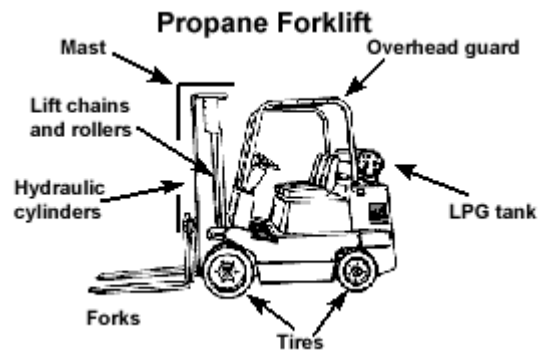 Propane Forklift
Mast
Overhead guard
Lift chains
and rollers
Hydraulic
cylinders
LPG tank
Forks
Tires